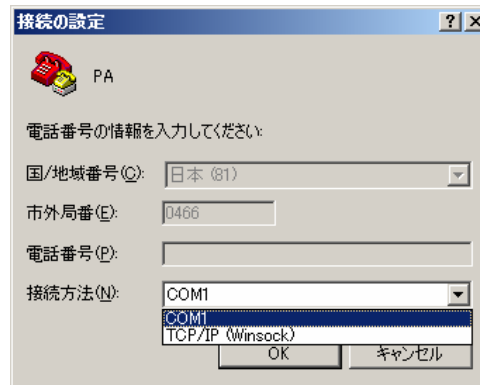 接続の設定
PA
電話番号の情報を入力してください:
国/地域番号(C): 日本 (81)
市外局番(E): 0466
電話番号(P):
接続方法(N): COM1
COM1
TCP/IP (Winsock)
OK キャンセル